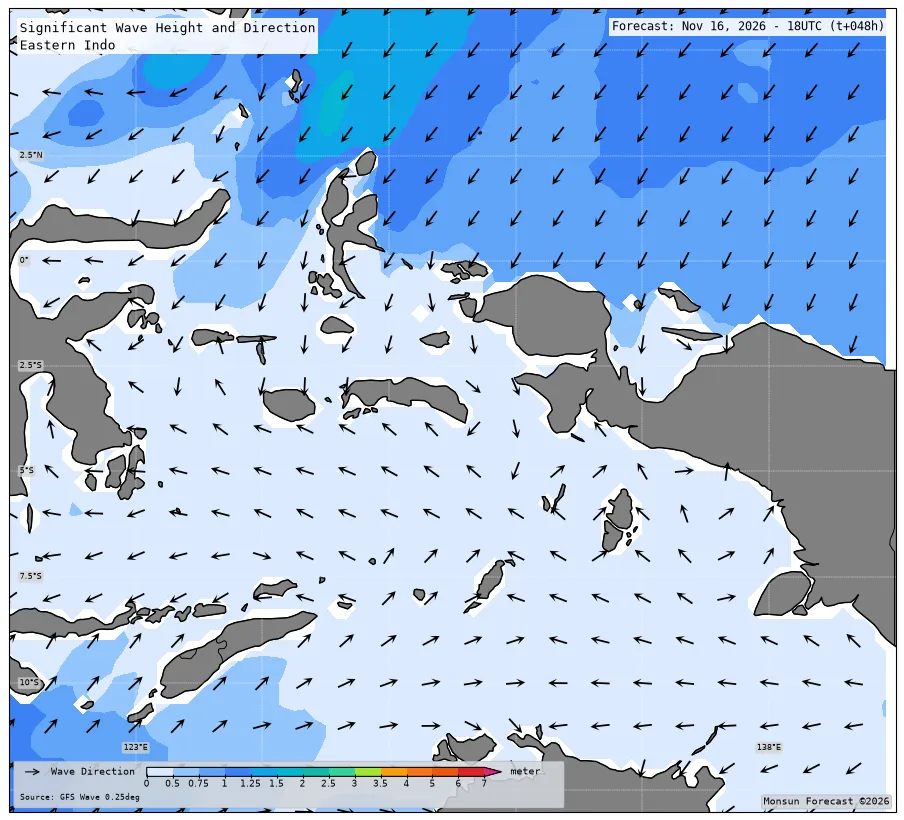 Significant Wave Height and Direction
Eastern Indo
Forecast: Nov 16, 2026 - 18UTC (t+048h)
2.5°N
0°
2.5°S
5°S
7.5°S
10°S
123°E
138°E
Wave Direction
meter
0 0.5 0.75 1 1.25 1.5 2 2.5 3 3.5 4 5 6 7
Source: GFS Wave 0.25deg
Monsun Forecast ©2026